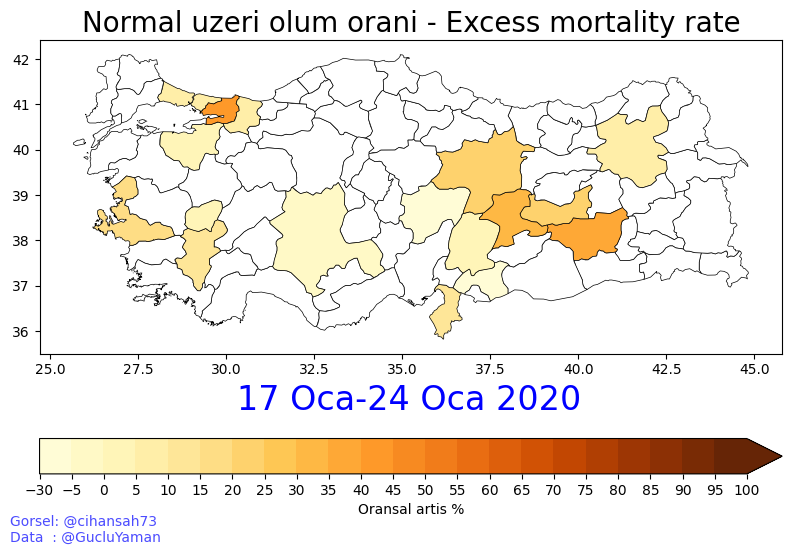 Normal uzeri olum orani - Excess mortality rate
42
41
40
39
38
37
36
25.0 27.5 30.0 32.5 35.0 37.5 40.0 42.5 45.0
17 Oca-24 Oca 2020
−30 −5 0 5 10 15 20 25 30 35 40 45 50 55 60 65 70 75 80 85 90 95 100
Oransal artis %
Gorsel: @cihansah73
Data : @GucluYaman